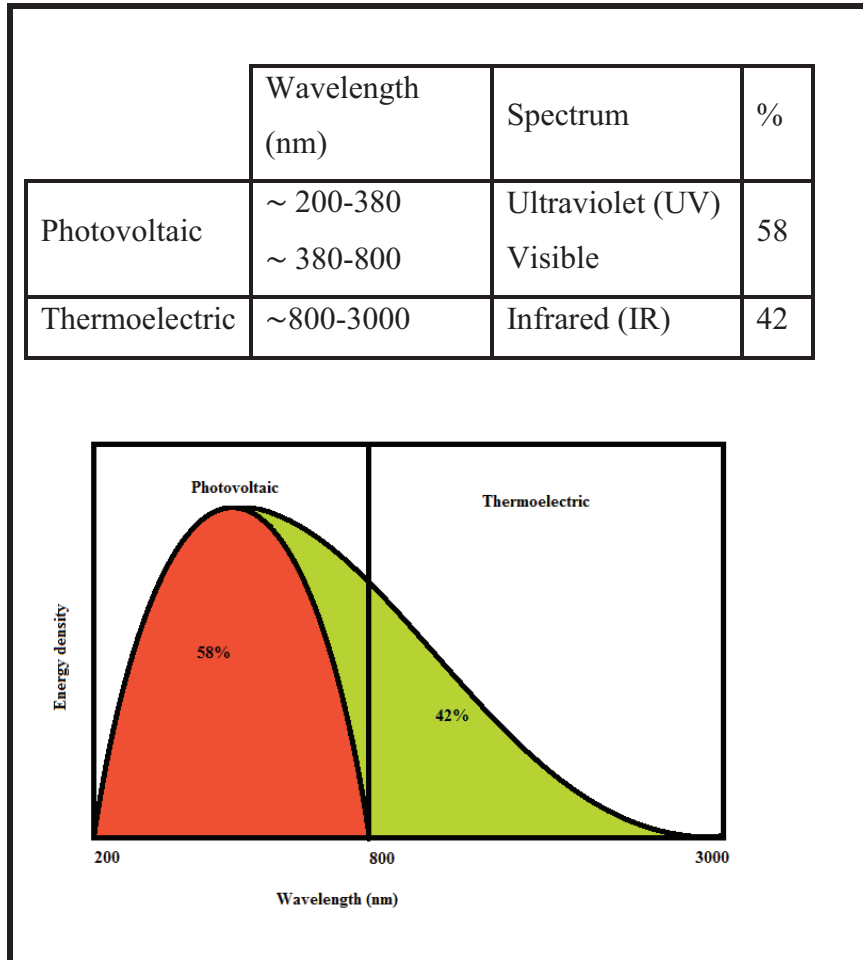 Wavelength (nm) Spectrum %
Photovoltaic ~ 200-380 Ultraviolet (UV) 58
~ 380-800 Visible
Thermoelectric ~800-3000 Infrared (IR) 42
Photovoltaic
Thermoelectric
58%
42%
Energy density
200 800 3000
Wavelength (nm)